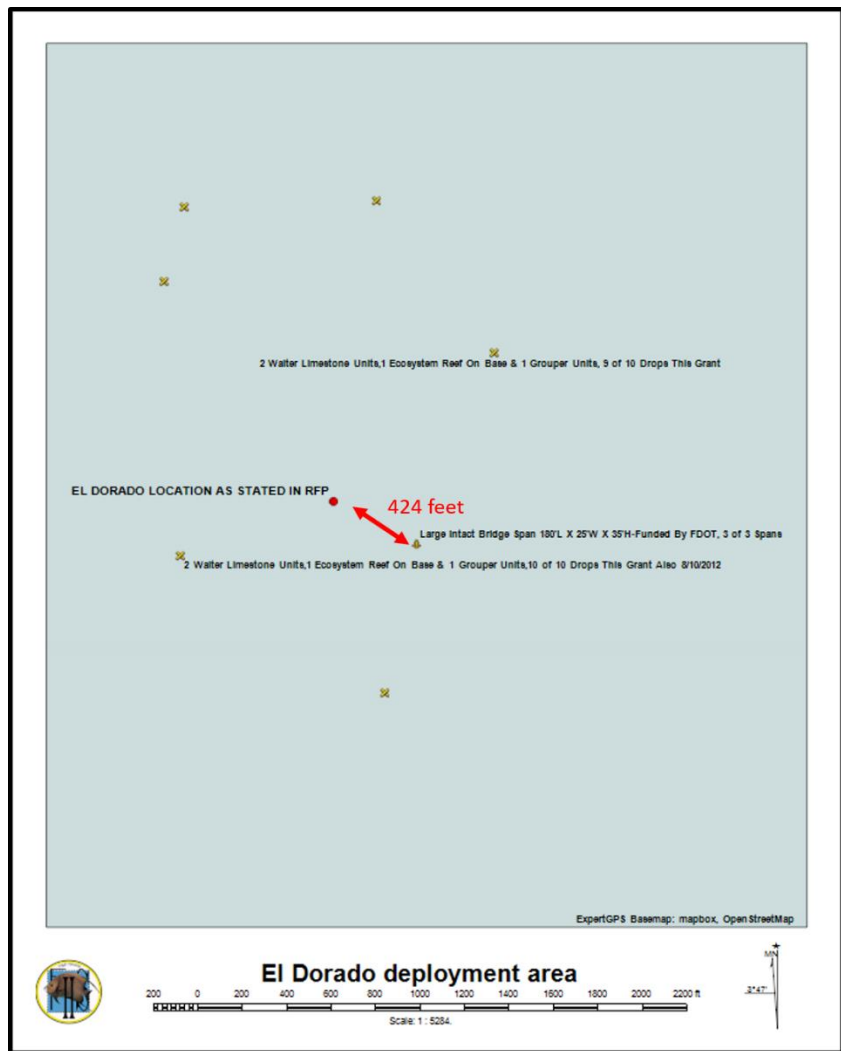 2 Walter Limestone Units,1 Ecosystem Reef On Base & 1 Grouper Units, 9 of 10 Drops This Grant
EL DORADO LOCATION AS STATED IN RFP
424 feet
Large Intact Bridge Span 180'L X 25'W X 35'H-Funded By FDOT, 3 of 3 Spans
2 Walter Limestone Units,1 Ecosystem Reef On Base & 1 Grouper Units,10 of 10 Drops This Grant Also 8/10/2012
ExpertGPS Basemap: mapbox, OpenStreetMap
El Dorado deployment area
200 0 200 400 600 800 1000 1200 1400 1600 1800 2000 2200 ft
Scale: 1 : 5284.
MN
3°47'